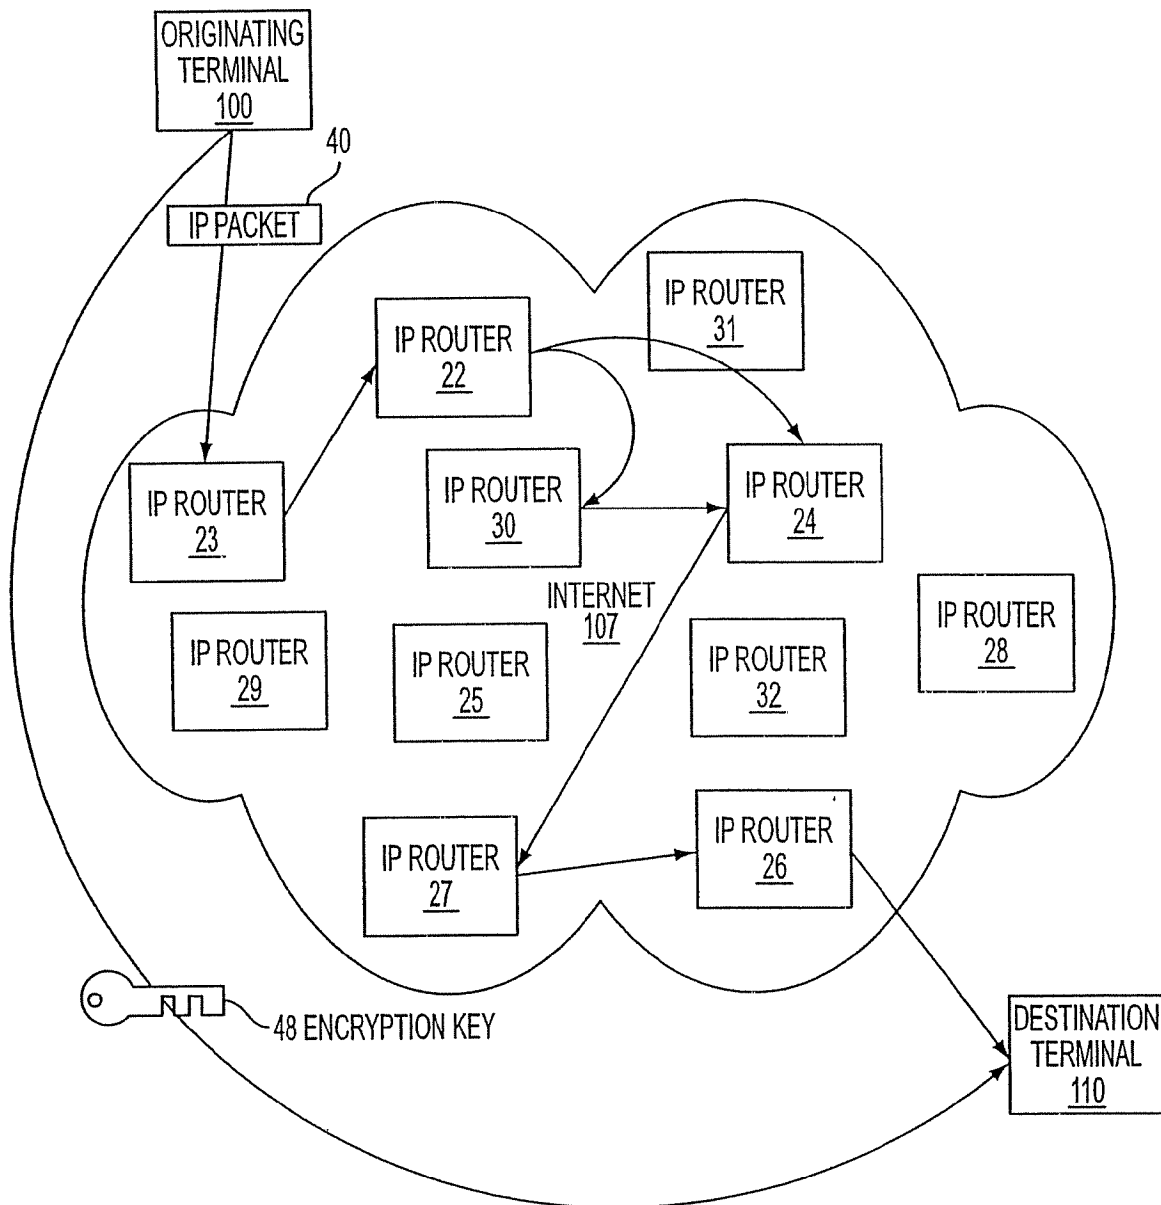 ORIGINATING
TERMINAL
100
40
IP PACKET
IP ROUTER
31
IP ROUTER
22
IP ROUTER
23
IP ROUTER
30
IP ROUTER
24
INTERNET
107
IP ROUTER
29
IP ROUTER
25
IP ROUTER
32
IP ROUTER
28
IP ROUTER
27
IP ROUTER
26
48 ENCRYPTION KEY
DESTINATION
TERMINAL
110